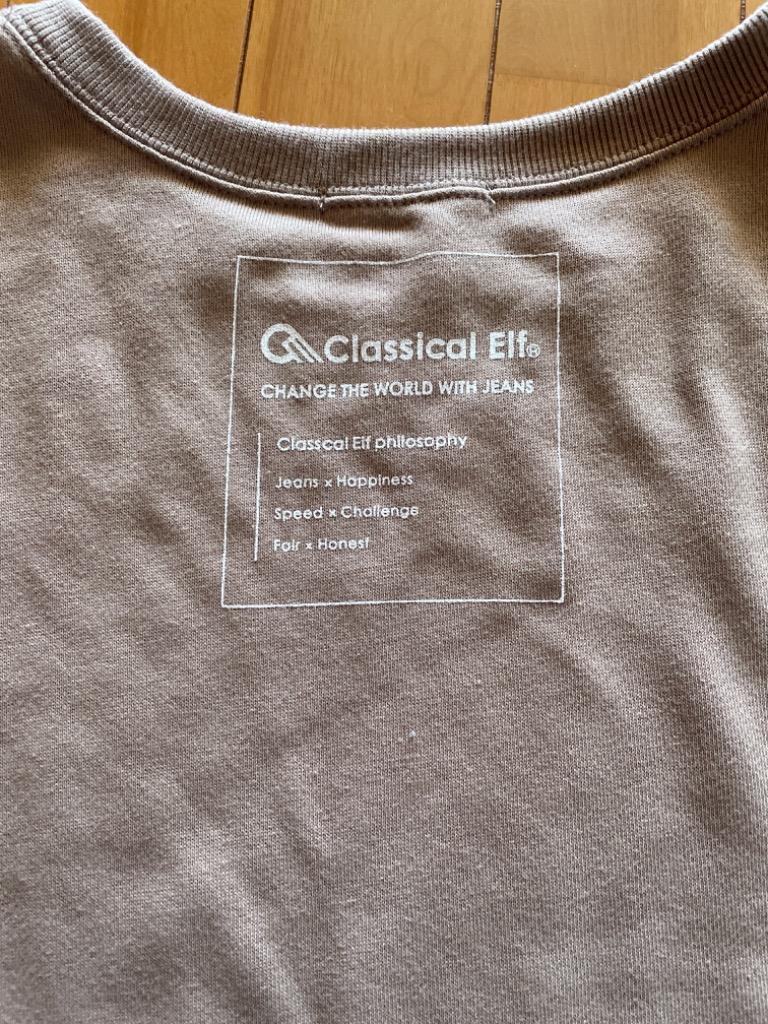 Classical Elf®
CHANGE THE WORLD WITH JEANS
Classcal Elf philosophy
Jeans × Happiness
Speed × Challenge
Fair × Honest